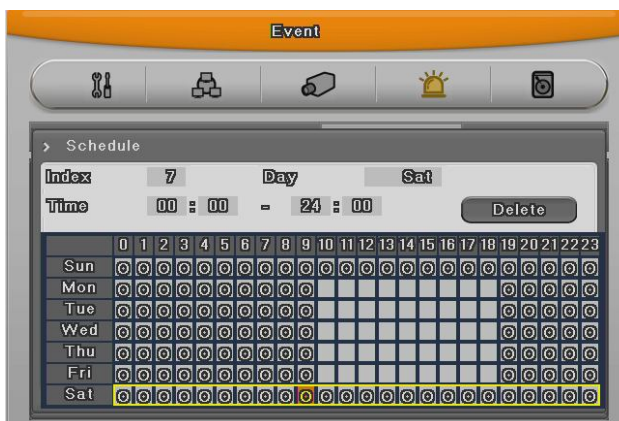 Event
Schedule
Index 7 Day Sat
Time 00 : 00 - 24 : 00 Delete
0 1 2 3 4 5 6 7 8 9 10 11 12 13 14 15 16 17 18 19 20 21 22 23
Sun
Mon
Tue
Wed
Thu
Fri
Sat